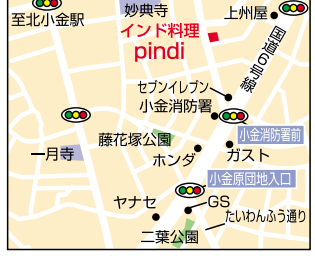 至北小金駅
妙典寺
上州屋
インド料理
pindi
国道6号線
セブンイレブン
小金消防署
小金消防署前
藤花塚公園
一月寺
ホンダ
ガスト
小金原団地入口
ヤナセ
GS
たいわんふう通り
二葉公園